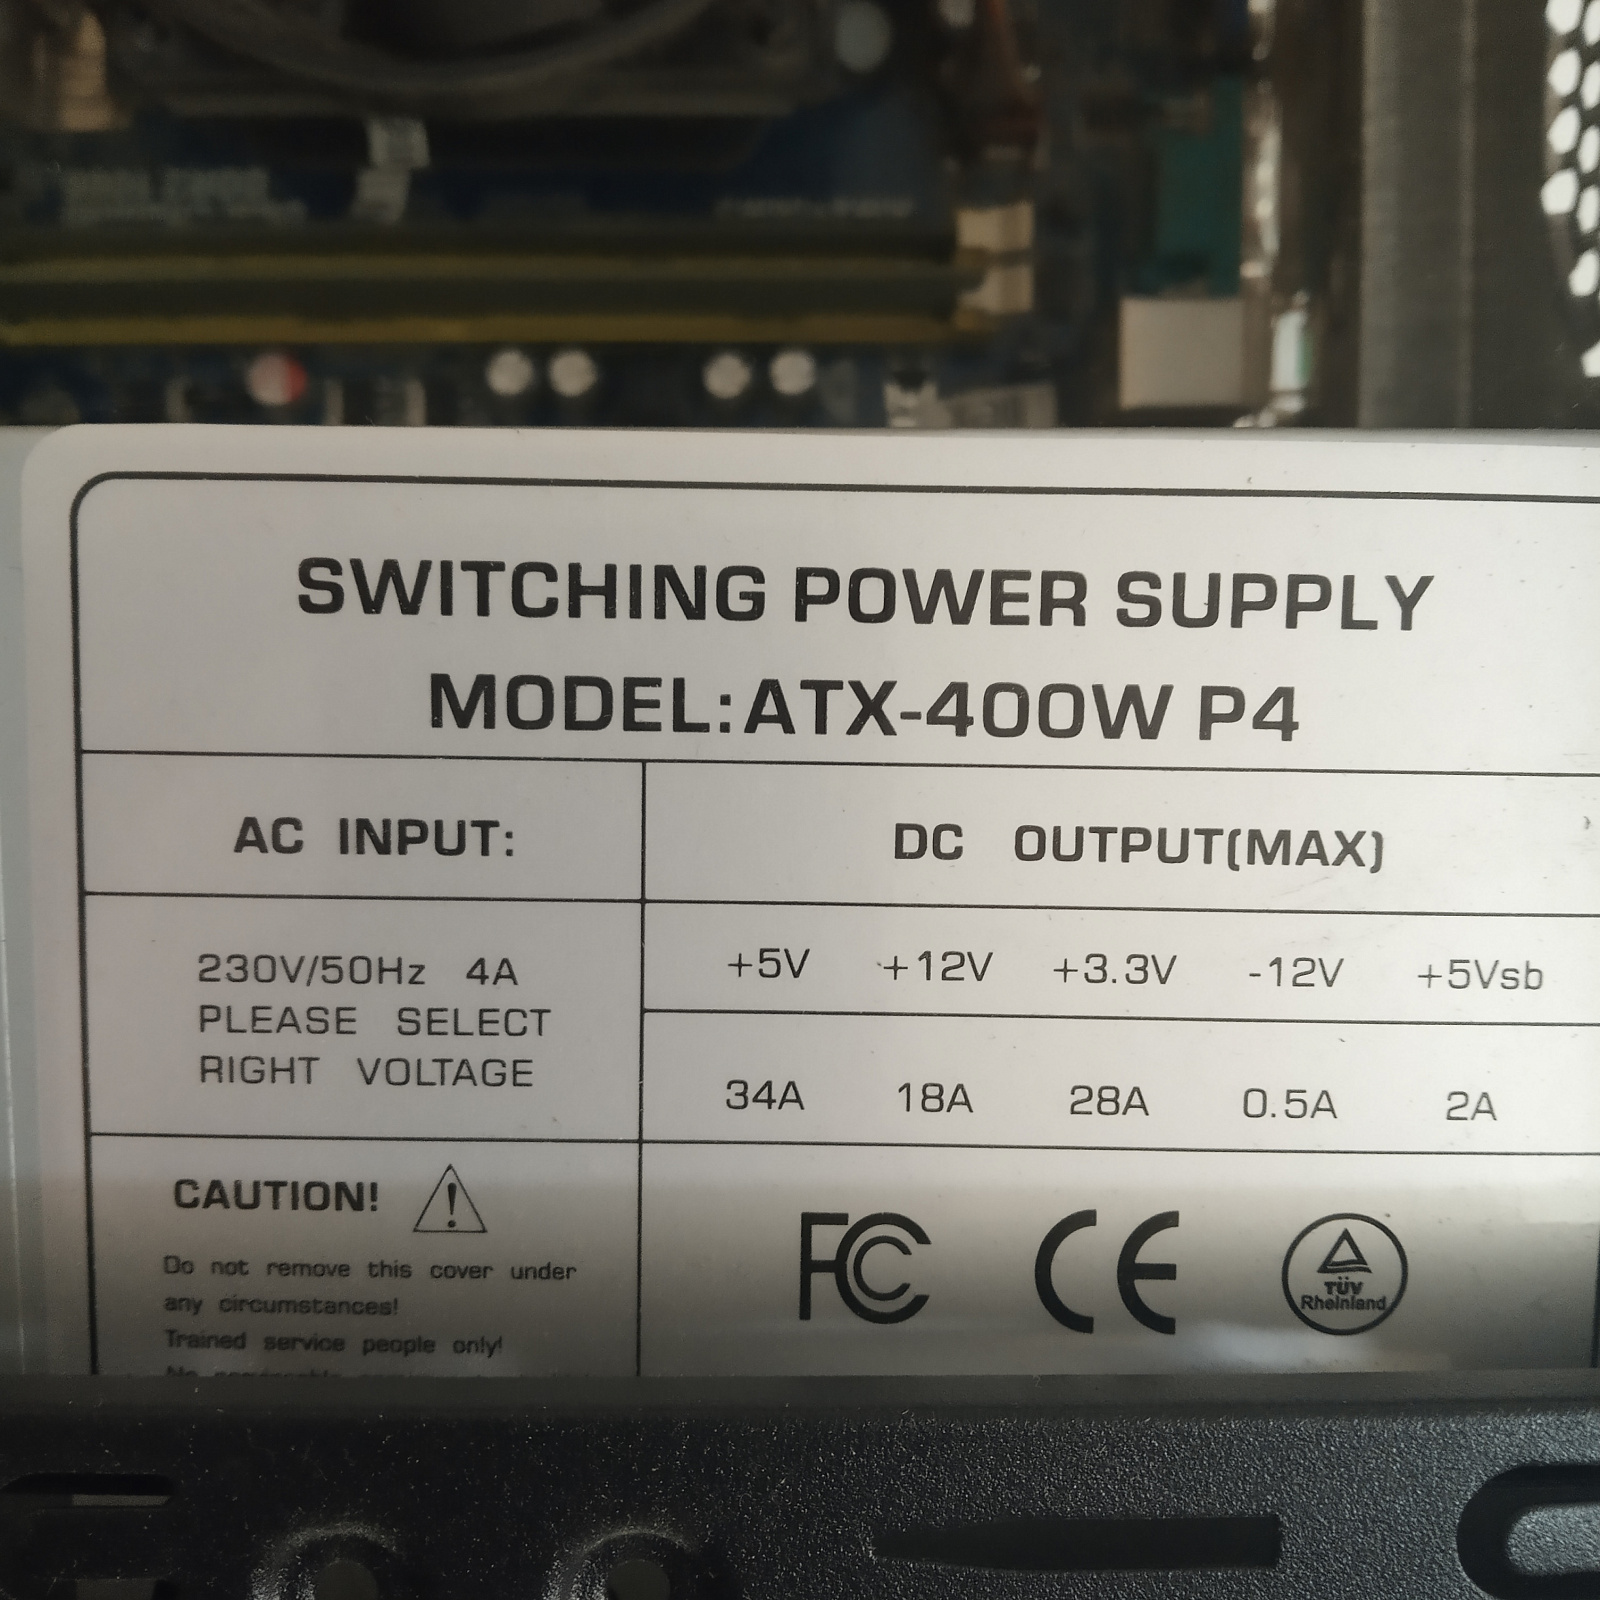 SWITCHING POWER SUPPLY
MODEL:ATX-400W P4
AC INPUT:
DC OUTPUT(MAX)
230V/50Hz 4A
PLEASE SELECT
RIGHT VOLTAGE
+5V +12V +3.3V -12V +5Vsb
34A 18A 28A 0.5A 2A
CAUTION!
Do not remove this cover under
any circumstances!
Trained service people only!
FC CE
TÜV
Rheinland